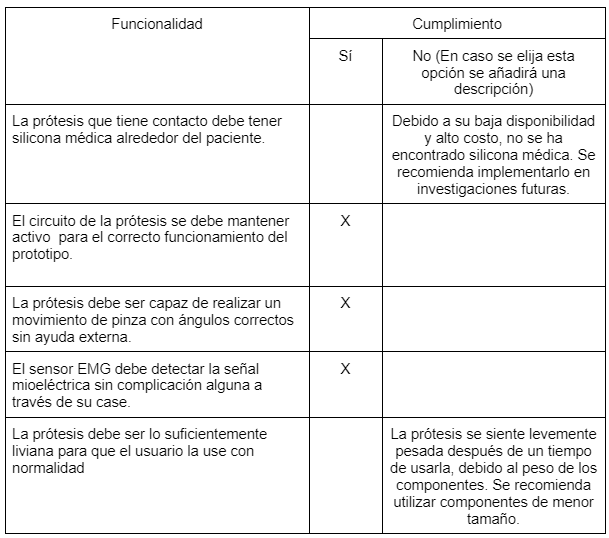 Funcionalidad
Cumplimiento
Sí
No (En caso se elija esta
opción se añadirá una
descripción)
La prótesis que tiene contacto debe tener
silicona médica alrededor del paciente.
Debido a su baja disponibilidad
y alto costo, no se ha
encontrado silicona médica. Se
recomienda implementarlo en
investigaciones futuras.
El circuito de la prótesis se debe mantener
activo  para el correcto funcionamiento del
prototipo.
X
La prótesis debe ser capaz de realizar un
movimiento de pinza con ángulos correctos
sin ayuda externa.
X
El sensor EMG debe detectar la señal
mioeléctrica sin complicación alguna a
través de su case.
X
La prótesis debe ser lo suficientemente
liviana para que el usuario la use con
normalidad
La prótesis se siente levemente
pesada después de un tiempo
de usarla, debido al peso de los
componentes. Se recomienda
utilizar componentes de menor
tamaño.